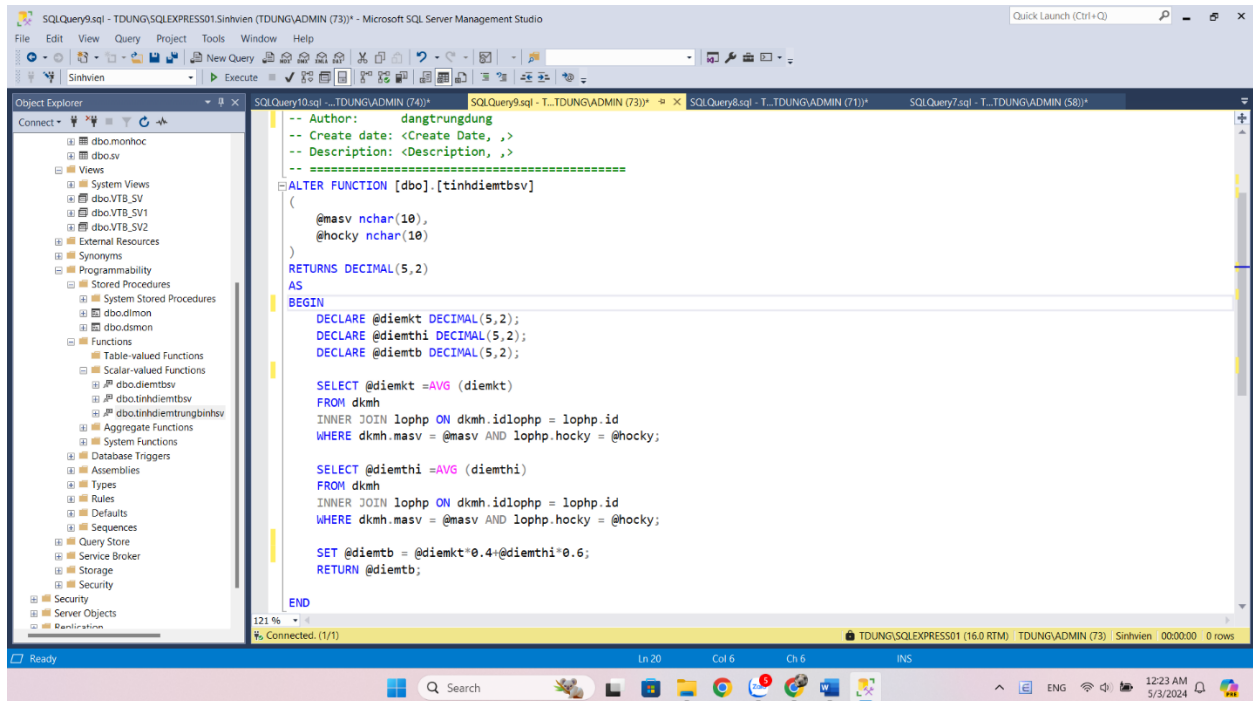 SQLQuery9.sql - TDUNG\SQLEXPRESS01.Sinhvien (TDUNG\ADMIN (73))* - Microsoft SQL Server Management Studio
Quick Launch (Ctrl+Q)
File Edit View Query Project Tools Window Help
New Query
Sinhvien
Execute
Object Explorer
SQLQuery10.sql -...TDUNG\ADMIN (74))*
SQLQuery9.sql - T...TDUNG\ADMIN (73))*
SQLQuery8.sql - T...TDUNG\ADMIN (71))*
SQLQuery7.sql - T...TDUNG\ADMIN (58))*
Connect
dbo.monhoc
dbo.sv
Views
System Views
dbo.VTB_SV
dbo.VTB_SV1
dbo.VTB_SV2
External Resources
Synonyms
Programmability
Stored Procedures
System Stored Procedures
dbo.dlmon
dbo.dsmon
Functions
Table-valued Functions
Scalar-valued Functions
dbo.diemtbsv
dbo.tinhdiemtbsv
dbo.tinhdiemtrungbinhsv
Aggregate Functions
System Functions
Database Triggers
Assemblies
Types
Rules
Defaults
Sequences
Query Store
Service Broker
Storage
Security
Security
Server Objects
Replication
-- Author: dangtrungdung
-- Create date: <Create Date, ,>
-- Description: <Description, ,>
-- =============================================
ALTER FUNCTION [dbo].[tinhdiemtbsv]
(
@masv nchar(10),
@hocky nchar(10)
)
RETURNS DECIMAL(5,2)
AS
BEGIN
DECLARE @diemkt DECIMAL(5,2);
DECLARE @diemthi DECIMAL(5,2);
DECLARE @diemtb DECIMAL(5,2);
SELECT @diemkt =AVG (diemkt)
FROM dkmh
INNER JOIN lophp ON dkmh.idlophp = lophp.id
WHERE dkmh.masv = @masv AND lophp.hocky = @hocky;
SELECT @diemthi =AVG (diemthi)
FROM dkmh
INNER JOIN lophp ON dkmh.idlophp = lophp.id
WHERE dkmh.masv = @masv AND lophp.hocky = @hocky;
SET @diemtb = @diemkt*0.4+@diemthi*0.6;
RETURN @diemtb;
END
121 %
Connected. (1/1)
TDUNG\SQLEXPRESS01 (16.0 RTM) TDUNG\ADMIN (73) Sinhvien 00:00:00 0 rows
Ready
Ln 20 Col 6 Ch 6 INS
Search
5
ENG
12:23 AM
5/3/2024